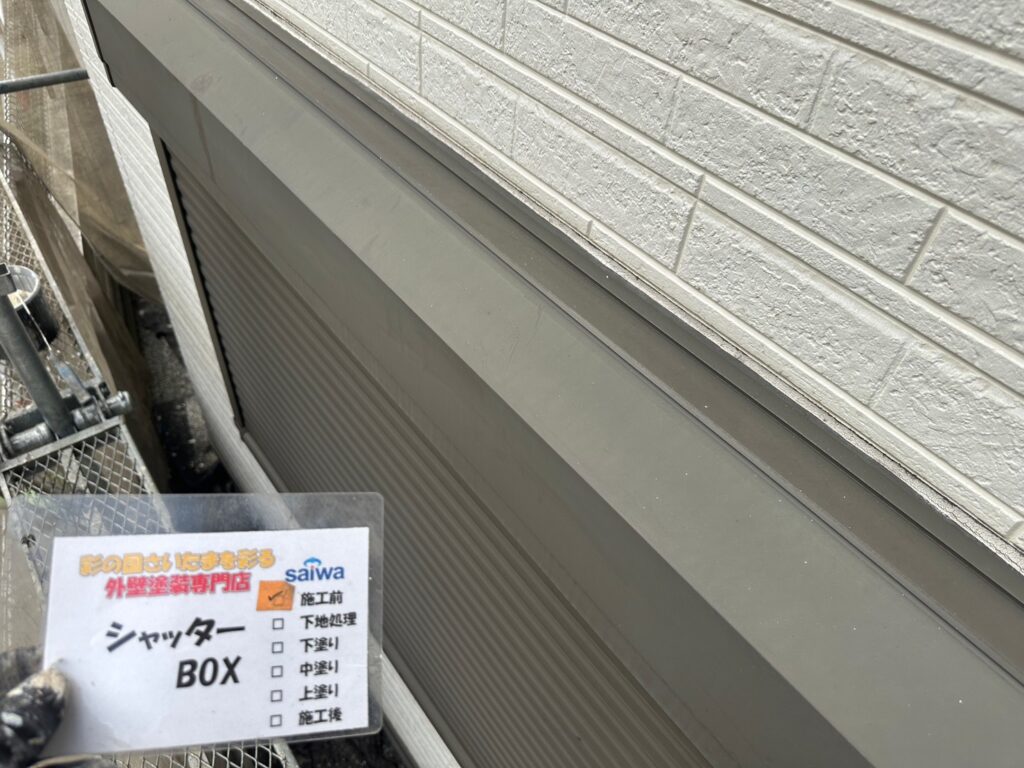 彩の国さいたまを彩る
外壁塗装専門店
saiwa
シャッター
BOX
施工前
下地処理
下塗り
中塗り
上塗り
施工後